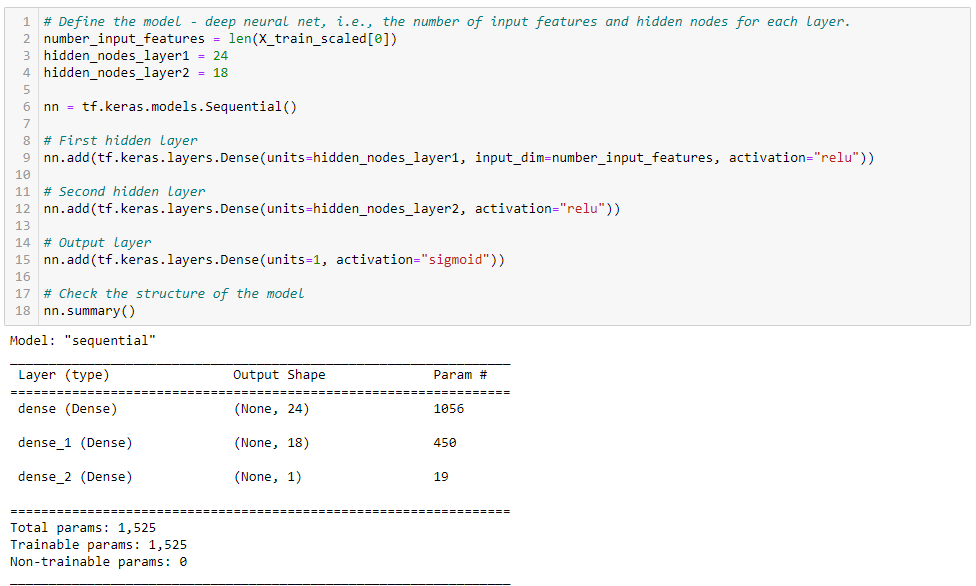 1 # Define the model - deep neural net, i.e., the number of input features and hidden nodes for each layer.
2 number_input_features = len(X_train_scaled[0])
3 hidden_nodes_layer1 = 24
4 hidden_nodes_layer2 = 18
5
6 nn = tf.keras.models.Sequential()
7
8 # First hidden layer
9 nn.add(tf.keras.layers.Dense(units=hidden_nodes_layer1, input_dim=number_input_features, activation="relu"))
10
11 # Second hidden layer
12 nn.add(tf.keras.layers.Dense(units=hidden_nodes_layer2, activation="relu"))
13
14 # Output layer
15 nn.add(tf.keras.layers.Dense(units=1, activation="sigmoid"))
16
17 # Check the structure of the model
18 nn.summary()
Model: "sequential"
_________________________________________________________________
Layer (type) Output Shape Param #
=================================================================
dense (Dense) (None, 24) 1056
dense_1 (Dense) (None, 18) 450
dense_2 (Dense) (None, 1) 19
=================================================================
Total params: 1,525
Trainable params: 1,525
Non-trainable params: 0
_________________________________________________________________